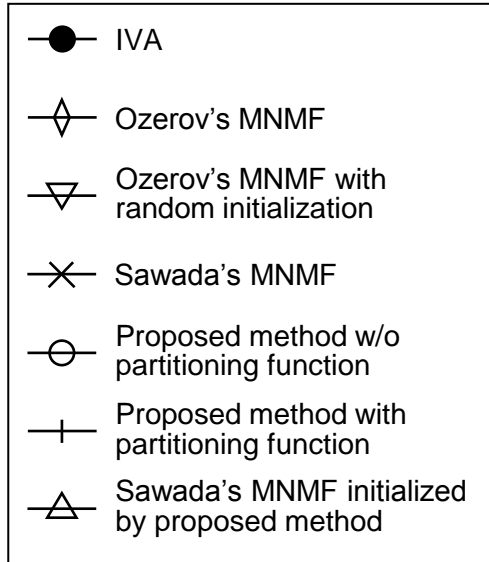 IVA
Ozerov's MNMF
Ozerov's MNMF with
random initialization
Sawada's MNMF
Proposed method w/o
partitioning function
Proposed method with
partitioning function
Sawada's MNMF initialized
by proposed method